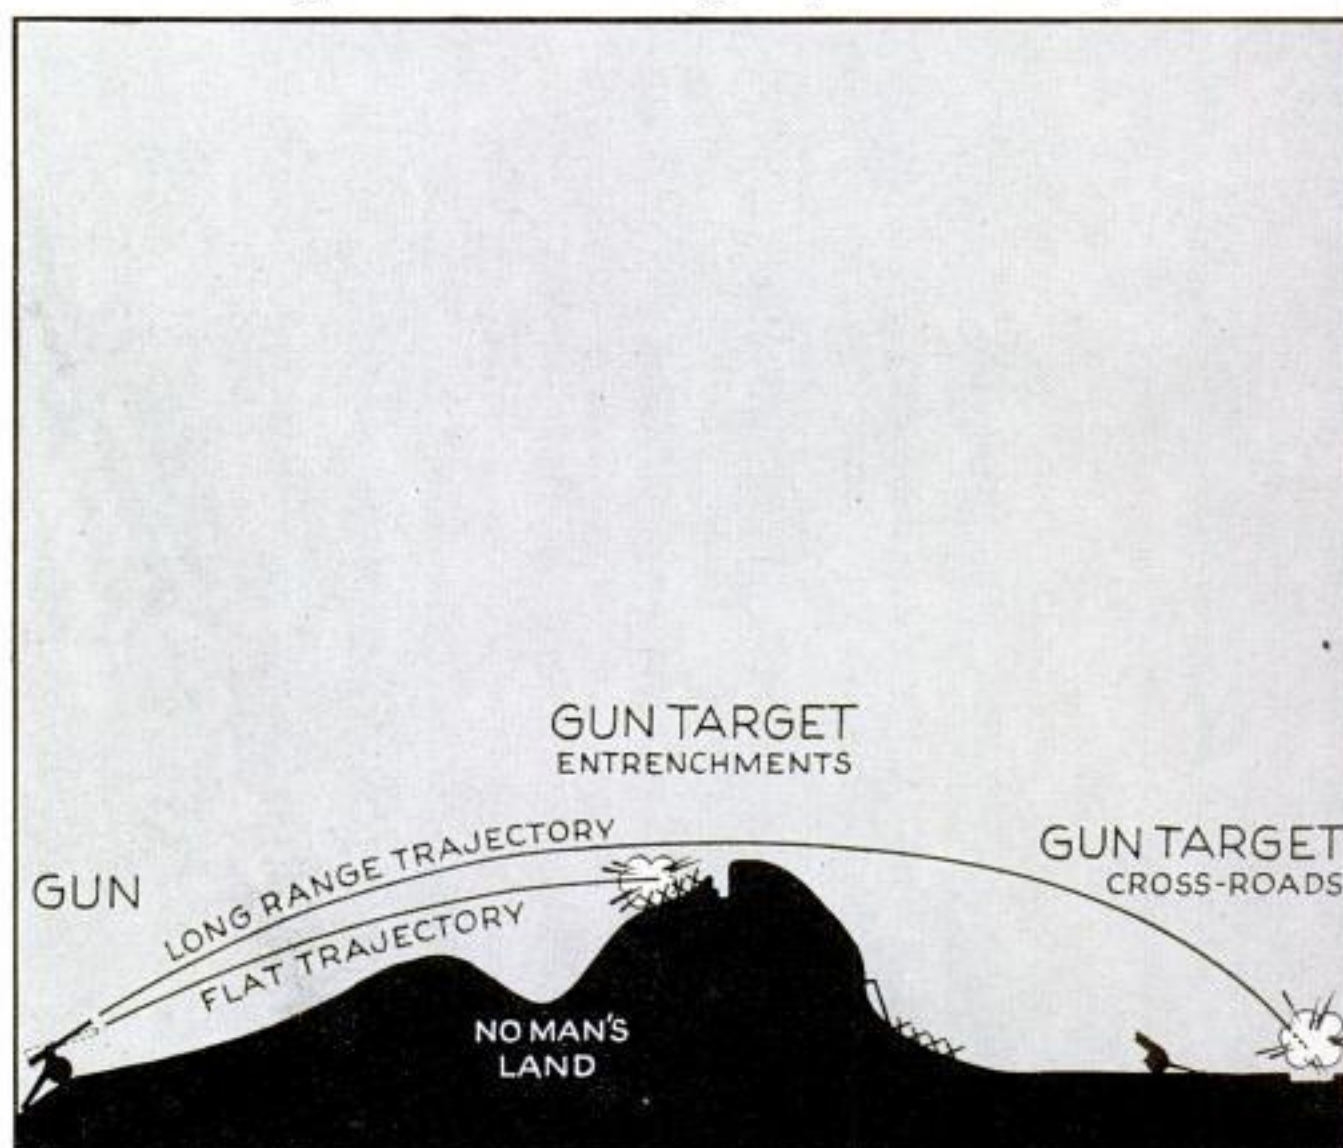 GUN TARGET
ENTRENCHMENTS
LONG RANGE TRAJECTORY
GUN TARGET
CROSS-ROADS
GUN
FLAT TRAJECTORY
NO MAN'S
LAND